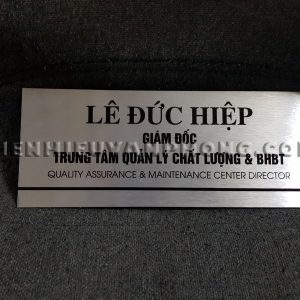 LÊ ĐỨC HIỆP
GIÁM ĐỐC
TRUNG TÂM QUẢN LÝ CHẤT LƯỢNG & BHBT
QUALITY ASSURANCE & MAINTENANCE CENTER DIRECTOR